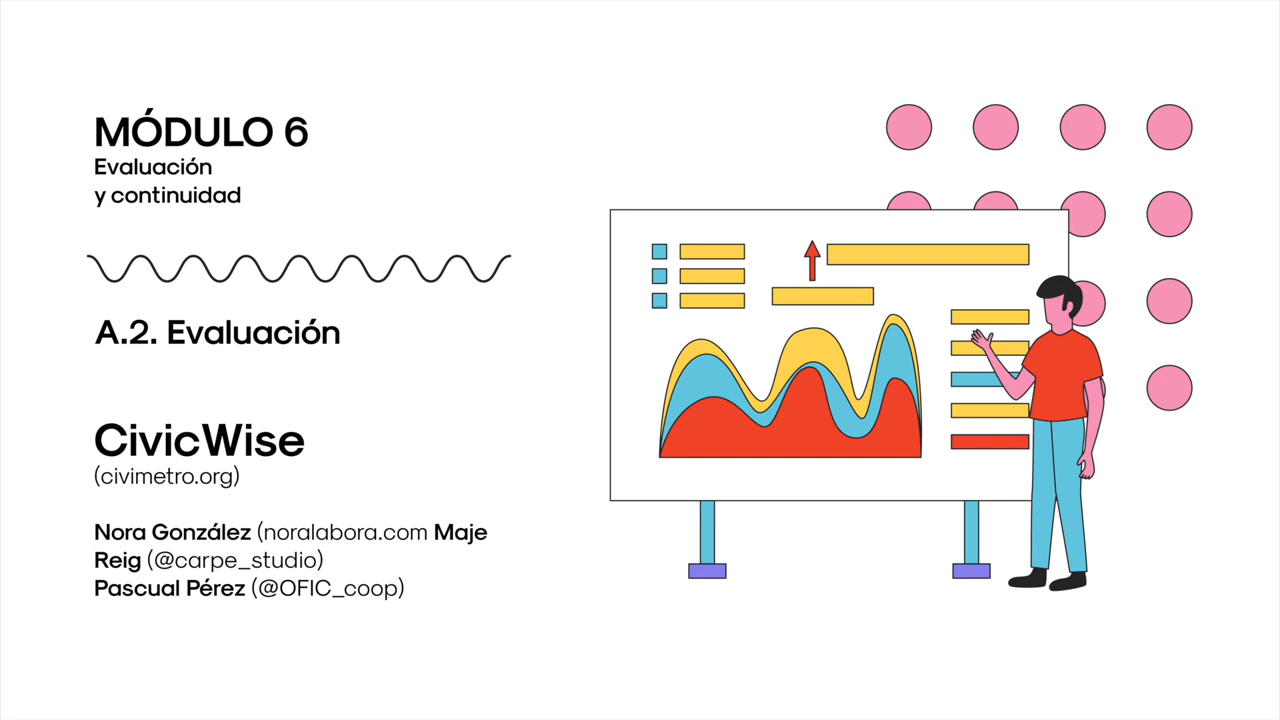 MÓDULO 6
Evaluación
y continuidad
A.2. Evaluación
CivicWise
(civimetro.org)
Nora González (noralabora.com Maje
Reig (@carpe_studio)
Pascual Pérez (@OFIC_coop)